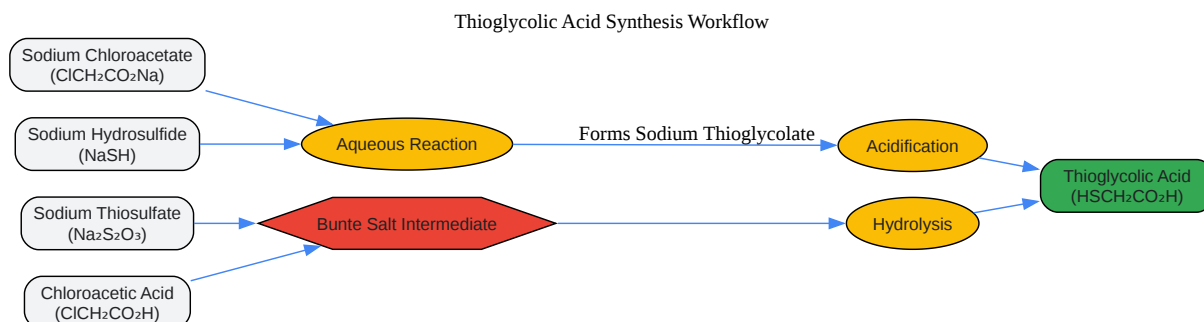 Thioglycolic Acid Synthesis Workflow
Sodium Chloroacetate
(ClCH₂CO₂Na)
Sodium Hydrosulfide
(NaSH)
Aqueous Reaction
Forms Sodium Thioglycolate
Acidification
Thioglycolic Acid
(HSCH₂CO₂H)
Sodium Thiosulfate
(Na₂S₂O₃)
Bunte Salt Intermediate
Hydrolysis
Chloroacetic Acid
(ClCH₂CO₂H)